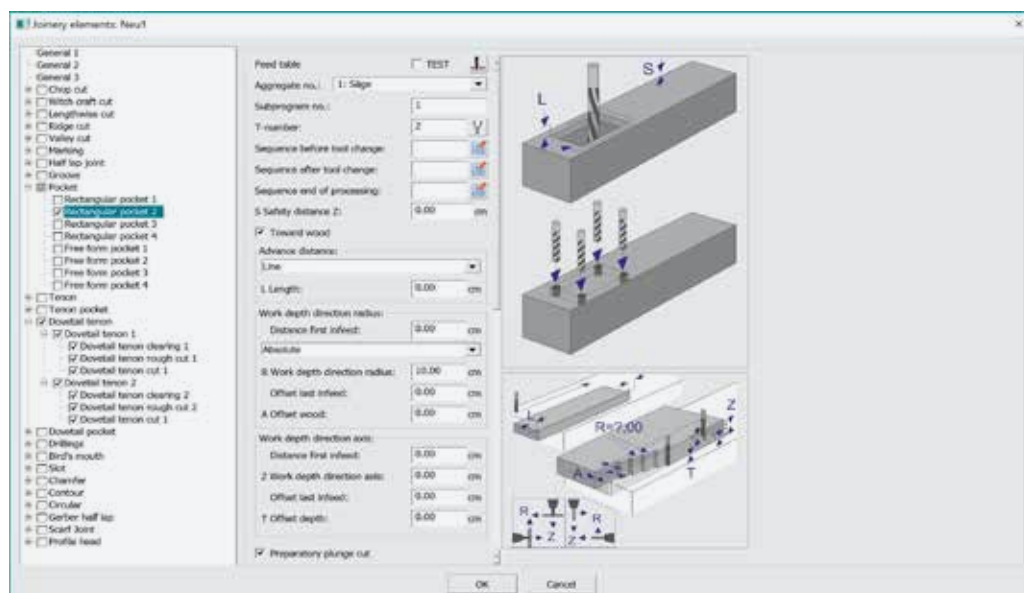 Joinery elements: Neu1
General 1
General 2
General 3
Chop cut
Witch craft cut
Lengthwise cut
Ridge cut
Valley cut
Marking
Half lap joint
Groove
Pocket
Rectangular pocket 1
Rectangular pocket 2
Rectangular pocket 3
Rectangular pocket 4
Free form pocket 1
Free form pocket 2
Free form pocket 3
Free form pocket 4
Tenon
Tenon pocket
Dovetail tenon
Dovetail tenon 1
Dovetail tenon clearing 1
Dovetail tenon rough cut 1
Dovetail tenon cut 1
Dovetail tenon 2
Dovetail tenon clearing 2
Dovetail tenon rough cut 2
Dovetail tenon cut 1
Dovetail pocket
Drillings
Bird's mouth
Slot
Chamfer
Contour
Circular
Gerber half lap
Scarf Joint
Profile head
Feed table TEST
Aggregate no.: 1: Säge
Subprogram no.: 1
T-number: 2
Sequence before tool change:
Sequence after tool change:
Sequence end of processing:
S Safety distance Z: 0.00 cm
Toward wood
Advance distance:
Line
L Length: 0.00 cm
Work depth direction radius:
Distance first infeed: 0.00 cm
Absolute
R Work depth direction radius: 10.00 cm
Offset last infeed: 0.00 cm
A Offset wood: 0.00 cm
Work depth direction axis:
Distance first infeed: 0.00 cm
Z Work depth direction axis: 0.00 cm
Offset last infeed: 0.00 cm
T Offset depth: 0.00 cm
Preparatory plunge cut
S
L
L
R=?,00
Z
A
T
R
R
Z
Z
OK Cancel